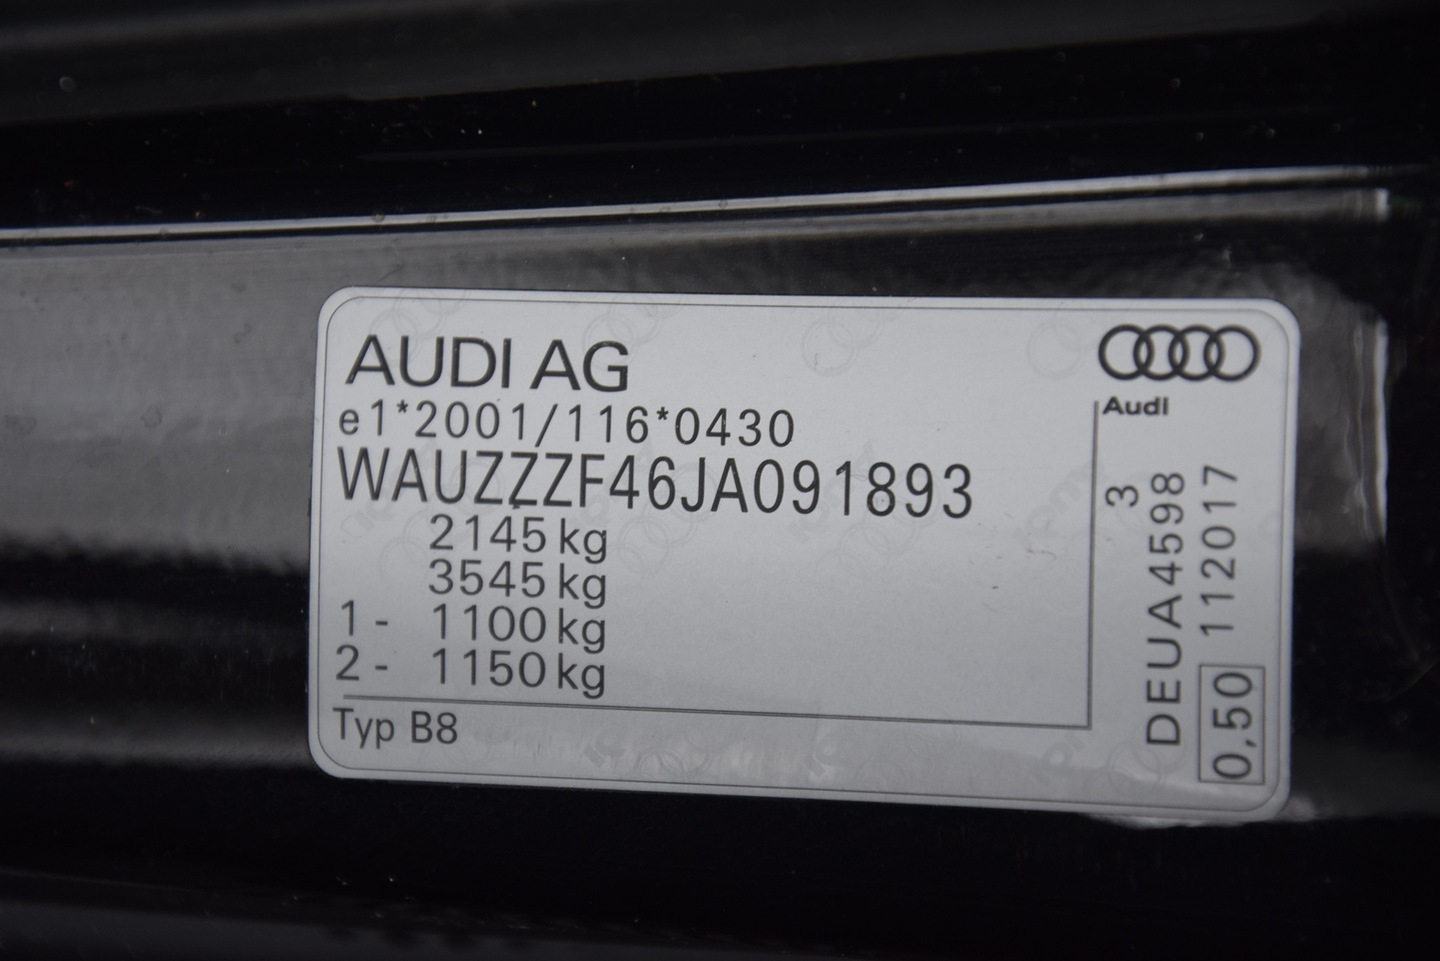 AUDI AG
e1*2001/116*0430
WAUZZZF46JA091893
2145 kg
3545 kg
1 - 1100 kg
2 - 1150 kg
Typ B8
Audi
3
DEUA4598
0,50 112017